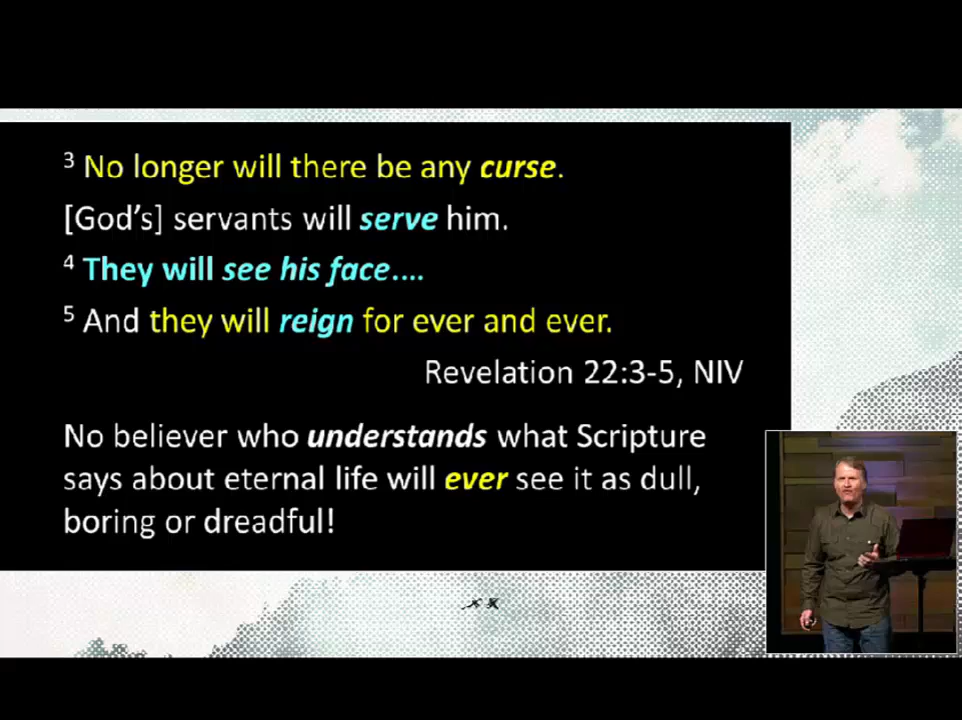 3 No longer will there be any curse.
[God's] servants will serve him.
4 They will see his face....
5 And they will reign for ever and ever.
Revelation 22:3-5, NIV
No believer who understands what Scripture
says about eternal life will ever see it as dull,
boring or dreadful!